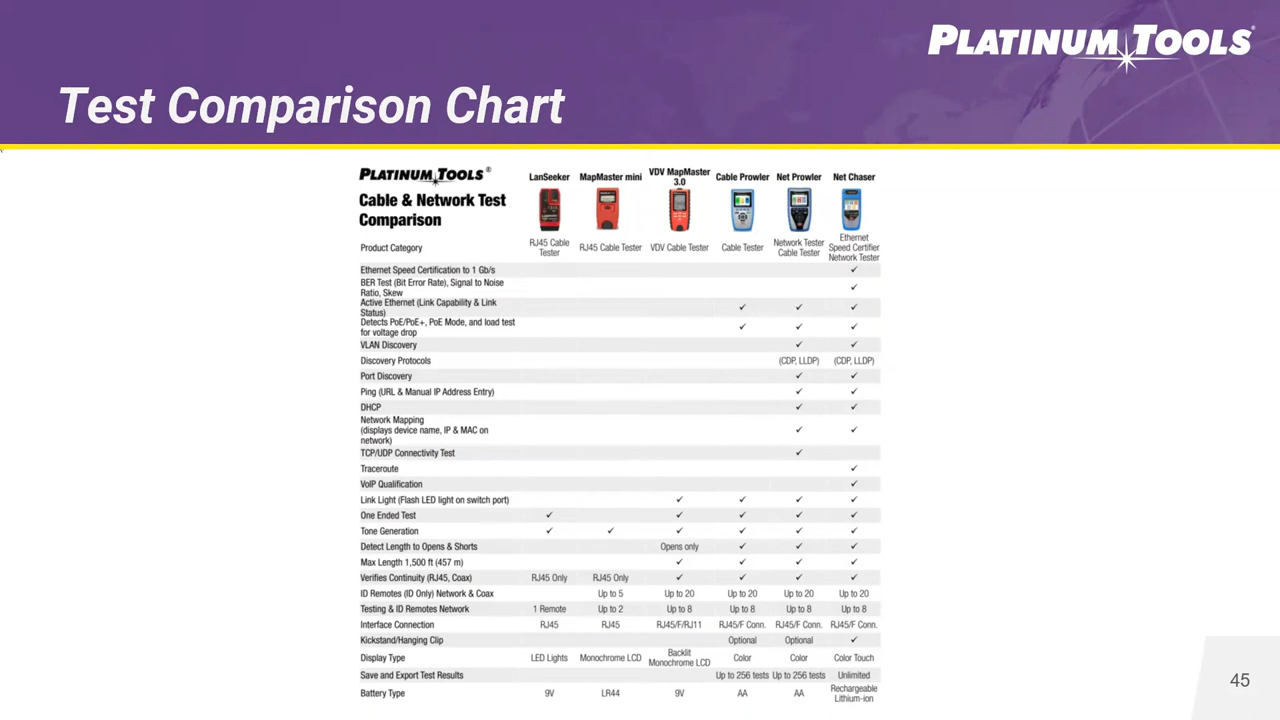 PLATINUM TOOLS®
Test Comparison Chart
PLATINUM TOOLS®
Cable & Network Test
Comparison
LanSeeker MapMaster mini VDV MapMaster 3.0 Cable Prowler Net Prowler Net Chaser
Product Category RJ45 Cable Tester RJ45 Cable Tester VDV Cable Tester Cable Tester Network Tester Cable Tester Ethernet Speed Certifier Network Tester
Ethernet Speed Certification to 1 Gb/s ✓
BER Test (Bit Error Rate), Signal to Noise
Ratio, Skew ✓
Active Ethernet (Link Capability & Link
Status) ✓ ✓ ✓
Detects PoE/PoE+, PoE Mode, and load test
for voltage drop ✓ ✓ ✓
VLAN Discovery ✓ ✓
Discovery Protocols (CDP, LLDP) (CDP, LLDP)
Port Discovery ✓ ✓
Ping (URL & Manual IP Address Entry) ✓ ✓
DHCP ✓ ✓
Network Mapping
(displays device name, IP & MAC on
network) ✓ ✓
TCP/UDP Connectivity Test ✓
Traceroute ✓
VoIP Qualification ✓
Link Light (Flash LED light on switch port) ✓ ✓ ✓ ✓
One Ended Test ✓ ✓ ✓ ✓ ✓
Tone Generation ✓ ✓ ✓ ✓ ✓ ✓
Detect Length to Opens & Shorts Opens only ✓ ✓ ✓
Max Length 1,500 ft (457 m) ✓ ✓ ✓ ✓
Verifies Continuity (RJ45, Coax) RJ45 Only RJ45 Only ✓ ✓ ✓ ✓
ID Remotes (ID Only) Network & Coax Up to 5 Up to 20 Up to 20 Up to 20 Up to 20
Testing & ID Remotes Network 1 Remote Up to 2 Up to 8 Up to 8 Up to 8 Up to 8
Interface Connection RJ45 RJ45 RJ45/F/RJ11 RJ45/F Conn. RJ45/F Conn. RJ45/F Conn.
Kickstand/Hanging Clip Optional Optional ✓
Display Type LED Lights Monochrome LCD Backlit Monochrome LCD Color Color Color Touch
Save and Export Test Results Up to 256 tests Up to 256 tests Unlimited
Battery Type 9V LR44 9V AA AA Rechargeable Lithium-ion
45